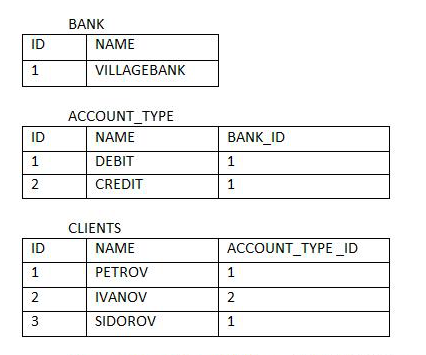 BANK
ID NAME
1 VILLAGEBANK
ACCOUNT_TYPE
ID NAME BANK_ID
1 DEBIT 1
2 CREDIT 1
CLIENTS
ID NAME ACCOUNT_TYPE _ID
1 PETROV 1
2 IVANOV 2
3 SIDOROV 1